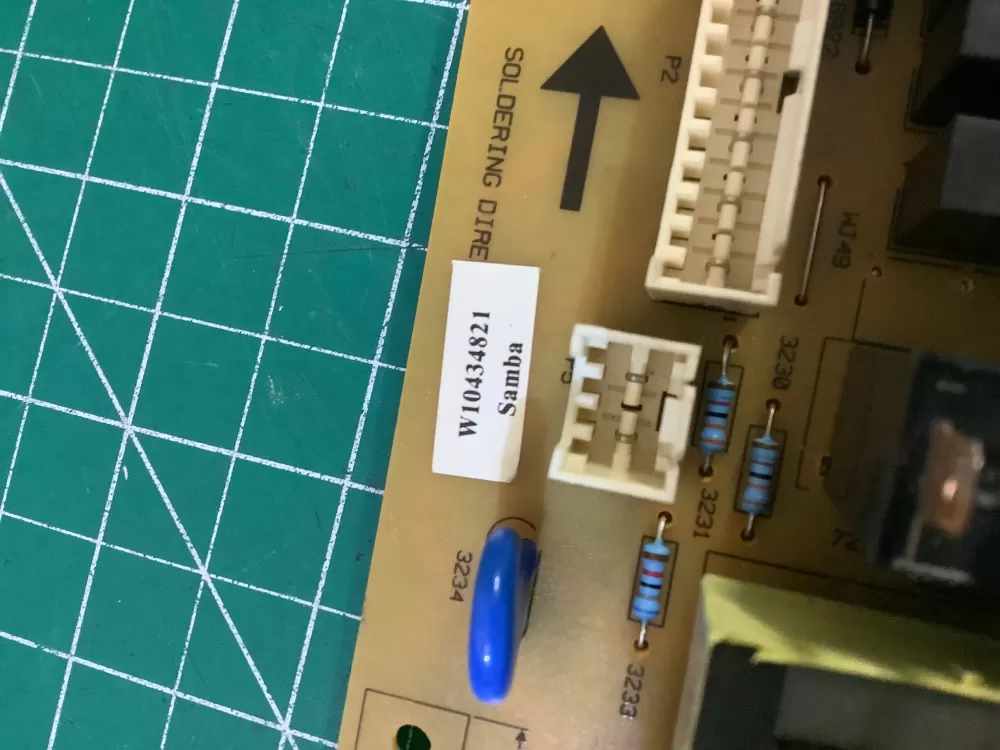 SOLDERING DIRE
P2
WJ49
W10434821
Samba
3230
3231
3234
3233